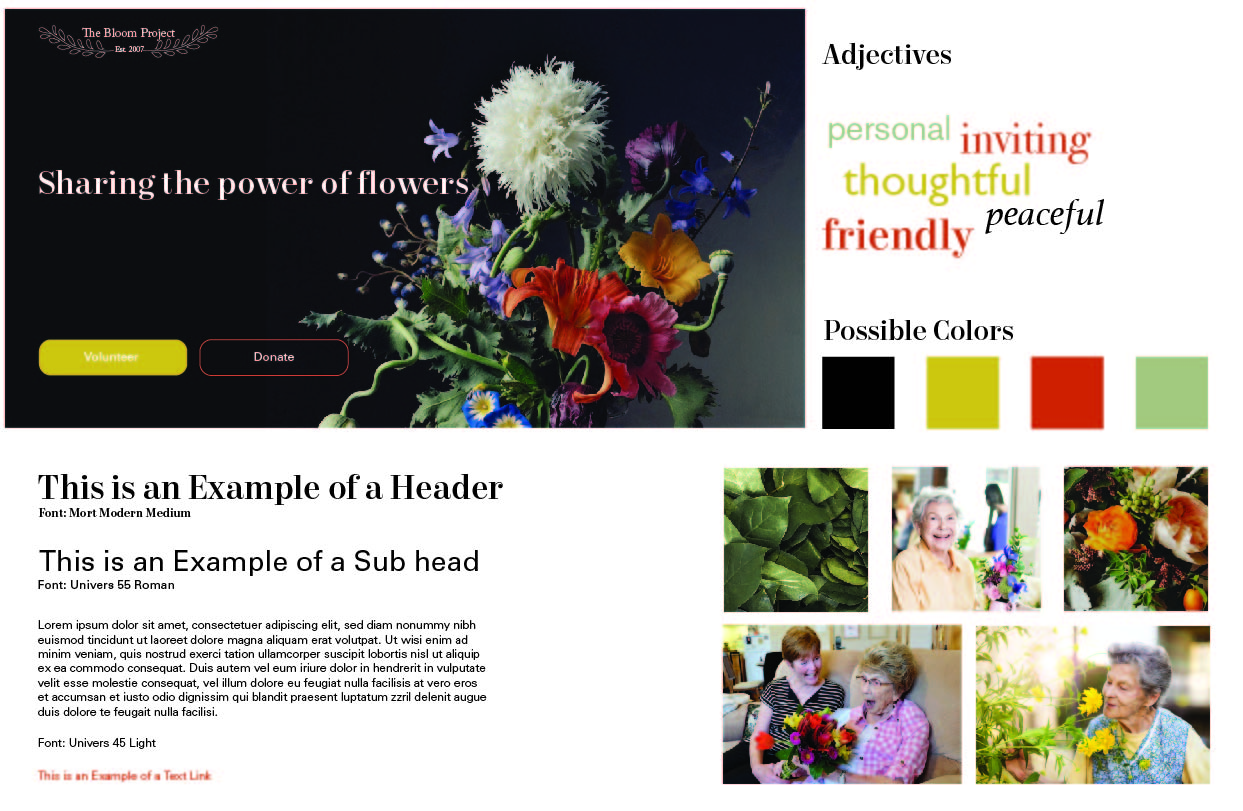 The Bloom Project
Est. 2007
Sharing the power of flowers
Volunteer
Donate
Adjectives
personal
inviting
thoughtful
peaceful
friendly
Possible Colors
This is an Example of a Header
Font: Mort Modern Medium
This is an Example of a Sub head
Font: Univers 55 Roman
Lorem ipsum dolor sit amet, consectetuer adipiscing elit, sed diam nonummy nibh
euismod tincidunt ut laoreet dolore magna aliquam erat volutpat. Ut wisi enim ad
minim veniam, quis nostrud exerci tation ullamcorper suscipit lobortis nisl ut aliquip
ex ea commodo consequat. Duis autem vel eum iriure dolor in hendrerit in vulputate
velit esse molestie consequat, vel illum dolore eu feugiat nulla facilisis at vero eros
et accumsan et iusto odio dignissim qui blandit praesent luptatum zzril delenit augue
duis dolore te feugait nulla facilisi.
Font: Univers 45 Light
This is an Example of a Text Link